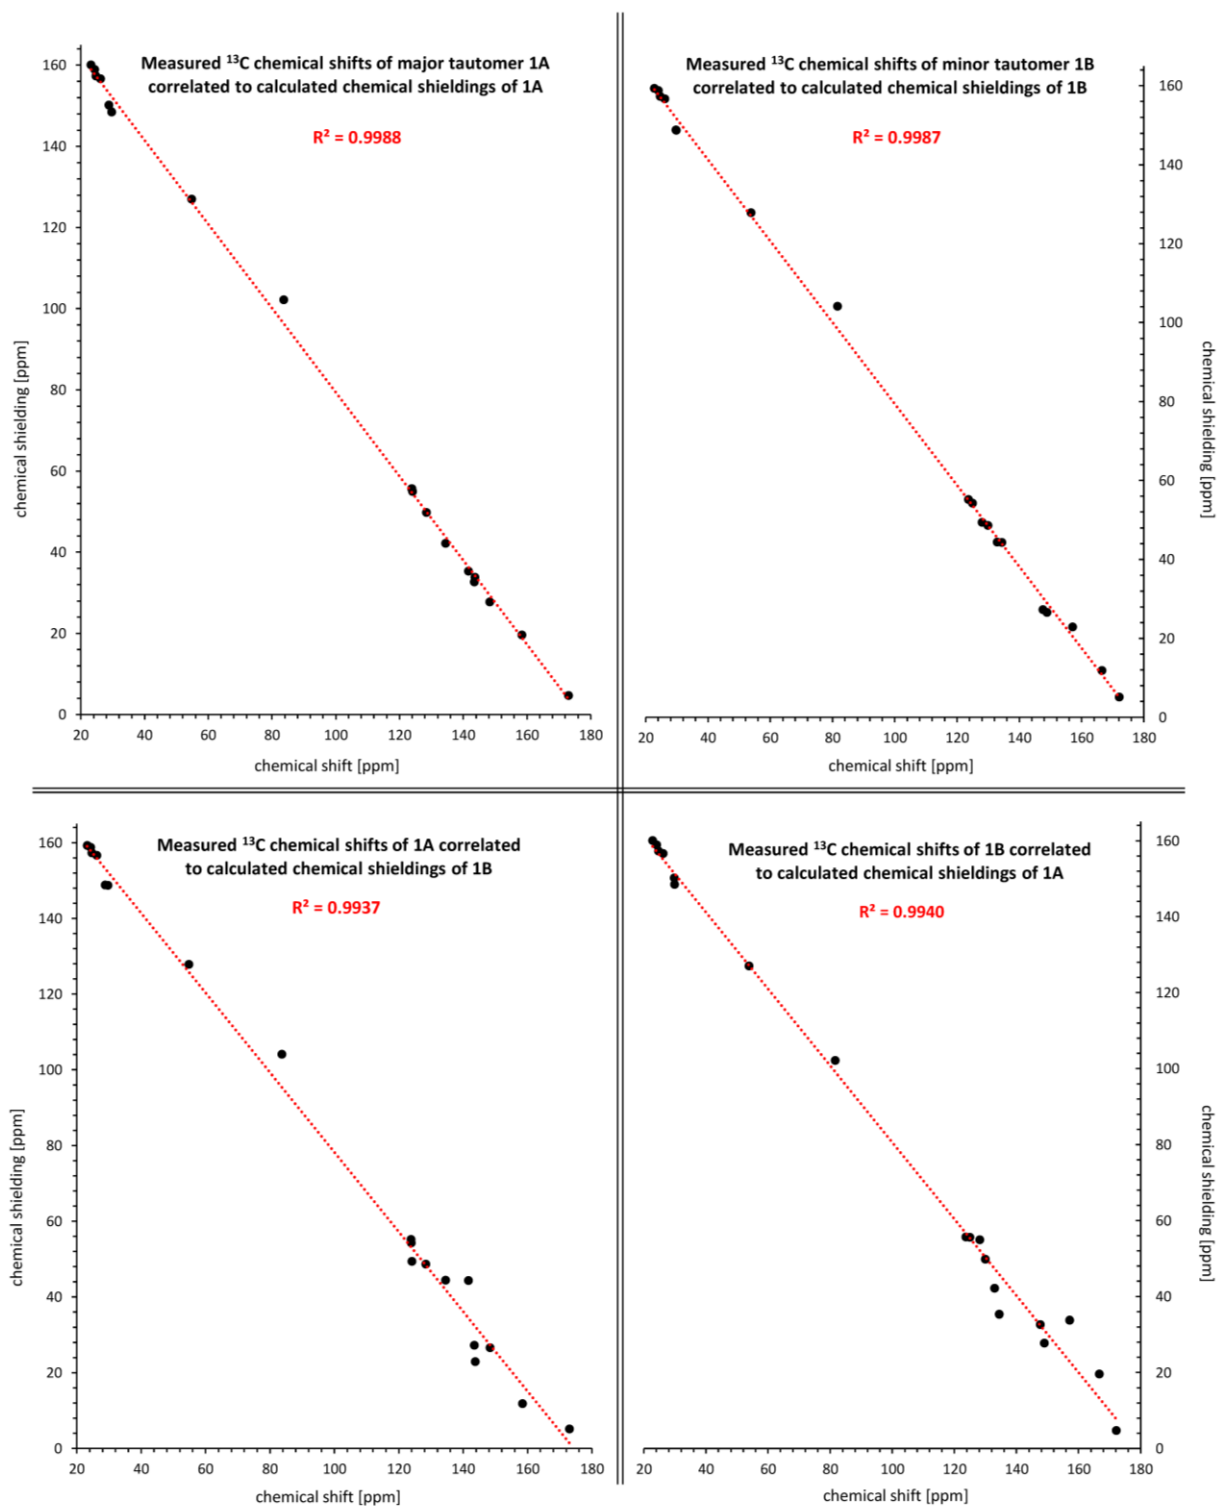 Measured ¹³C chemical shifts of major tautomer 1A
correlated to calculated chemical shieldings of 1A
R² = 0.9988
160
140
120
100
80
60
40
20
0
chemical shielding [ppm]
20 40 60 80 100 120 140 160 180
chemical shift [ppm]
Measured ¹³C chemical shifts of minor tautomer 1B
correlated to calculated chemical shieldings of 1B
R² = 0.9987
160
140
120
100
80
60
40
20
0
chemical shielding [ppm]
20 40 60 80 100 120 140 160 180
chemical shift [ppm]
Measured ¹³C chemical shifts of 1A correlated
to calculated chemical shieldings of 1B
R² = 0.9937
160
140
120
100
80
60
40
20
0
chemical shielding [ppm]
20 40 60 80 100 120 140 160 180
chemical shift [ppm]
Measured ¹³C chemical shifts of 1B correlated
to calculated chemical shieldings of 1A
R² = 0.9940
160
140
120
100
80
60
40
20
0
chemical shielding [ppm]
20 40 60 80 100 120 140 160 180
chemical shift [ppm]